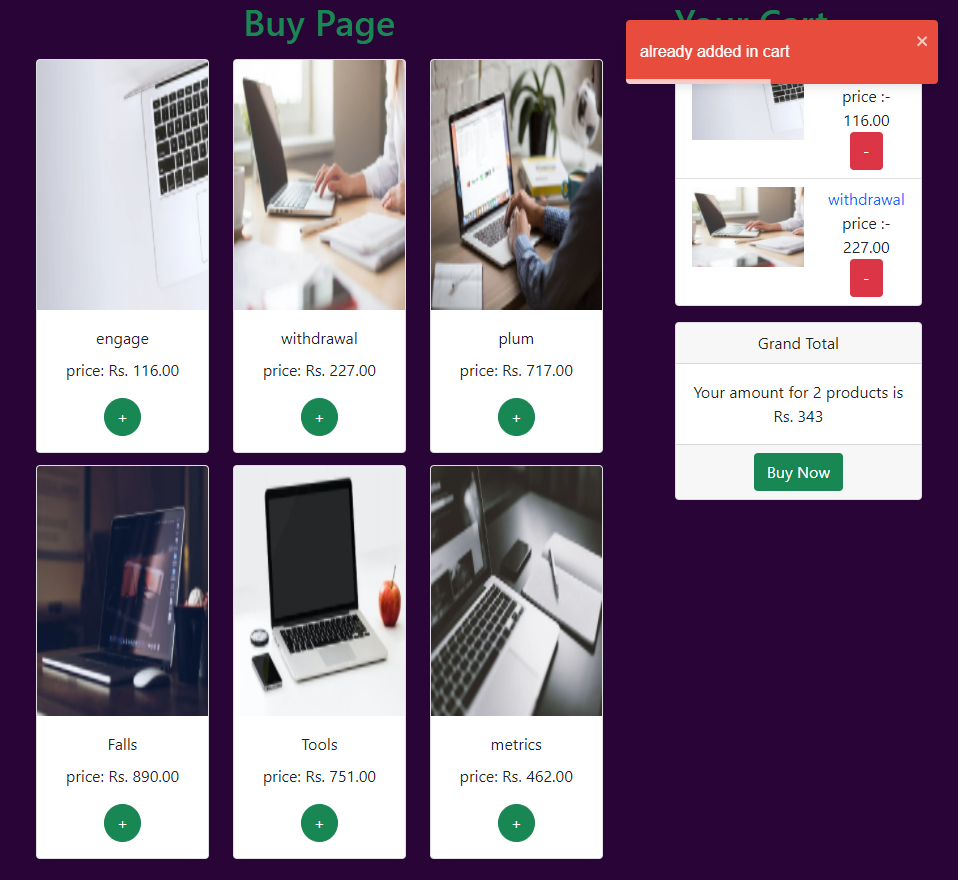 Buy Page
Your Cart
already added in cart
×
engage
price: Rs. 116.00
+
withdrawal
price: Rs. 227.00
+
plum
price: Rs. 717.00
+
Falls
price: Rs. 890.00
+
Tools
price: Rs. 751.00
+
metrics
price: Rs. 462.00
+
price :-
116.00
-
withdrawal
price :-
227.00
-
Grand Total
Your amount for 2 products is
Rs. 343
Buy Now